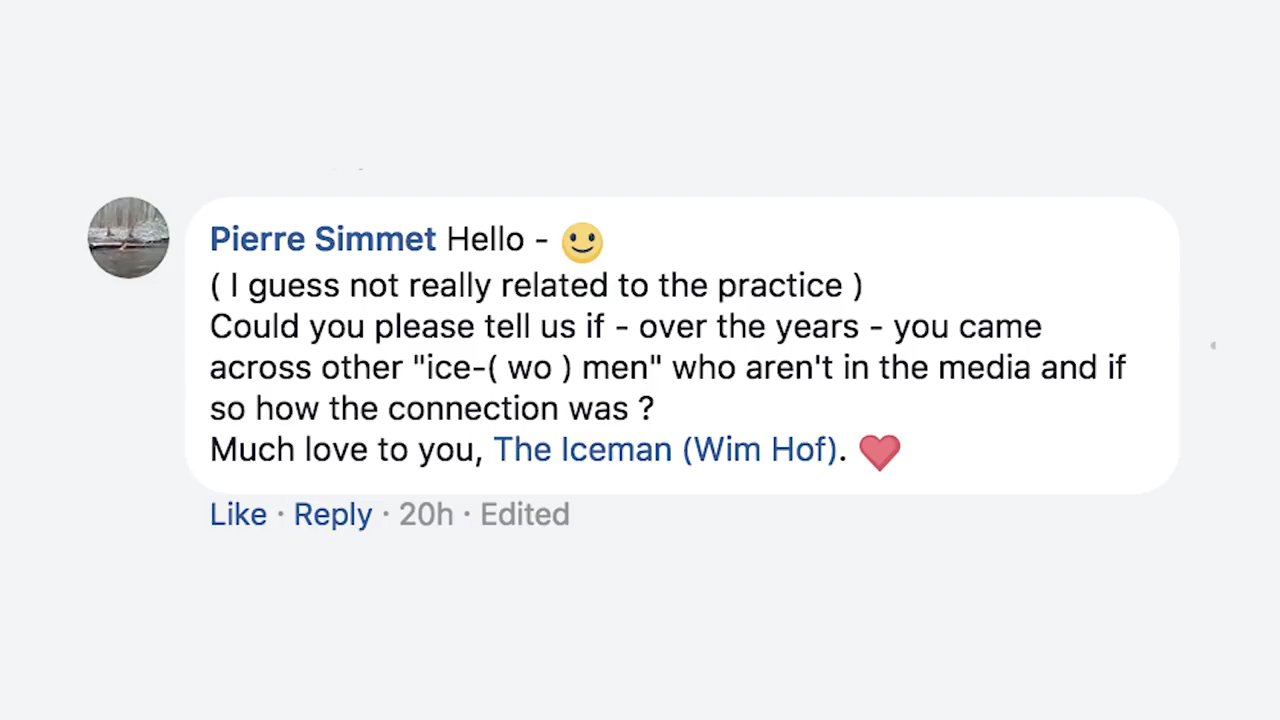 Pierre Simmet Hello - 🙂
( I guess not really related to the practice )
Could you please tell us if - over the years - you came
across other "ice-( wo ) men" who aren't in the media and if
so how the connection was ?
Much love to you, The Iceman (Wim Hof). ❤️
Like · Reply · 20h · Edited